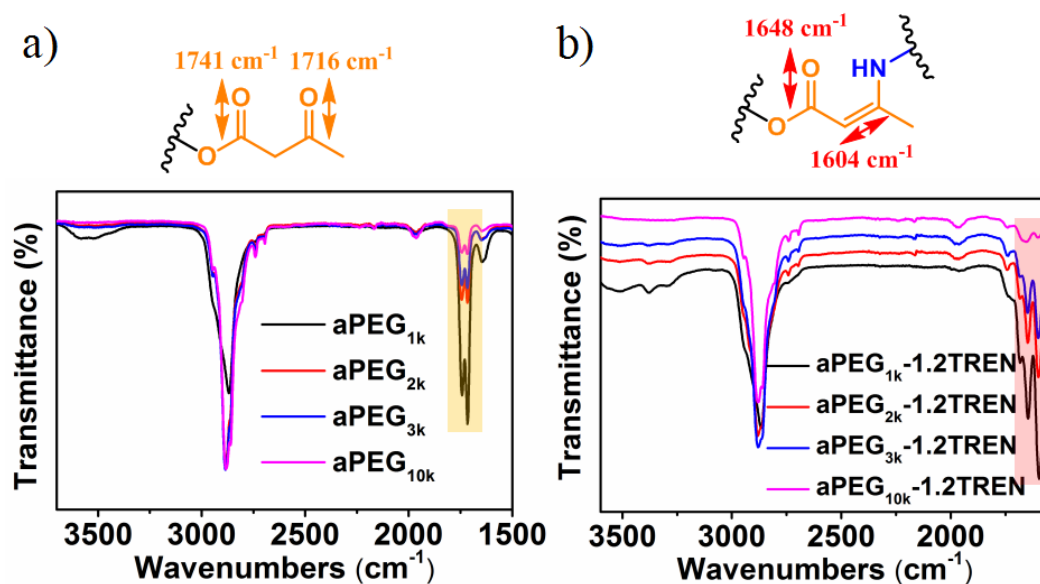 a)
1741 cm⁻¹ 1716 cm⁻¹
O O
O
Transmittance (%)
aPEG₁ₖ
aPEG₂ₖ
aPEG₃ₖ
aPEG₁₀ₖ
3500 3000 2500 2000 1500
Wavenumbers (cm⁻¹)
b)
1648 cm⁻¹
O HN
O
1604 cm⁻¹
Transmittance (%)
aPEG₁ₖ-1.2TREN
aPEG₂ₖ-1.2TREN
aPEG₃ₖ-1.2TREN
aPEG₁₀ₖ-1.2TREN
3500 3000 2500 2000
Wavenumbers (cm⁻¹)